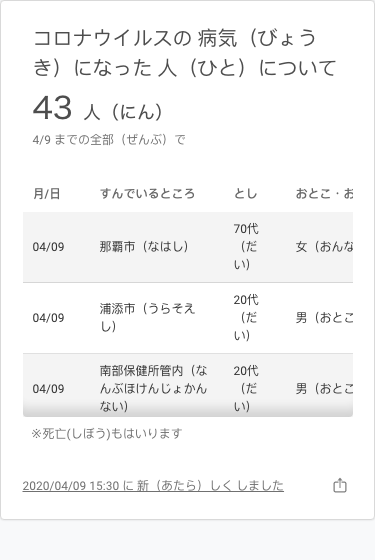 コロナウイルスの 病気（びょう
き）になった 人（ひと）について
43 人（にん）
4/9 までの全部（ぜんぶ）で
月/日 すんでいるところ とし おとこ・お
04/09 那覇市（なはし） 70代（だい） 女（おんな
04/09 浦添市（うらそえし） 20代（だい） 男（おとこ
04/09 南部保健所管内（なんぶほけんじょかんない） 20代（だい） 男（おとこ
※死亡(しぼう)もはいります
2020/04/09 15:30 に 新（あたら）しく しました